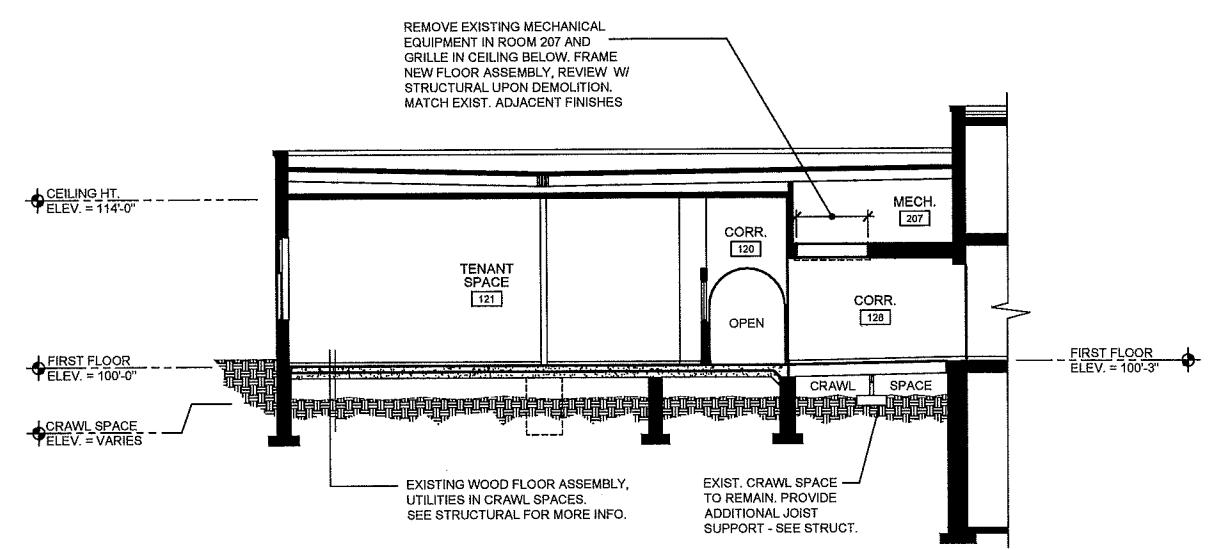 REMOVE EXISTING MECHANICAL
EQUIPMENT IN ROOM 207 AND
GRILLE IN CEILING BELOW. FRAME
NEW FLOOR ASSEMBLY, REVIEW W/
STRUCTURAL UPON DEMOLITION.
MATCH EXIST. ADJACENT FINISHES
CEILING HT.
ELEV. = 114'-0"
MECH.
207
CORR.
120
TENANT
SPACE
121
CORR.
128
OPEN
FIRST FLOOR
ELEV. = 100'-0"
FIRST FLOOR
ELEV. = 100'-3"
CRAWL SPACE
CRAWL SPACE
ELEV. = VARIES
EXISTING WOOD FLOOR ASSEMBLY,
UTILITIES IN CRAWL SPACES.
SEE STRUCTURAL FOR MORE INFO.
EXIST. CRAWL SPACE
TO REMAIN. PROVIDE
ADDITIONAL JOIST
SUPPORT - SEE STRUCT.